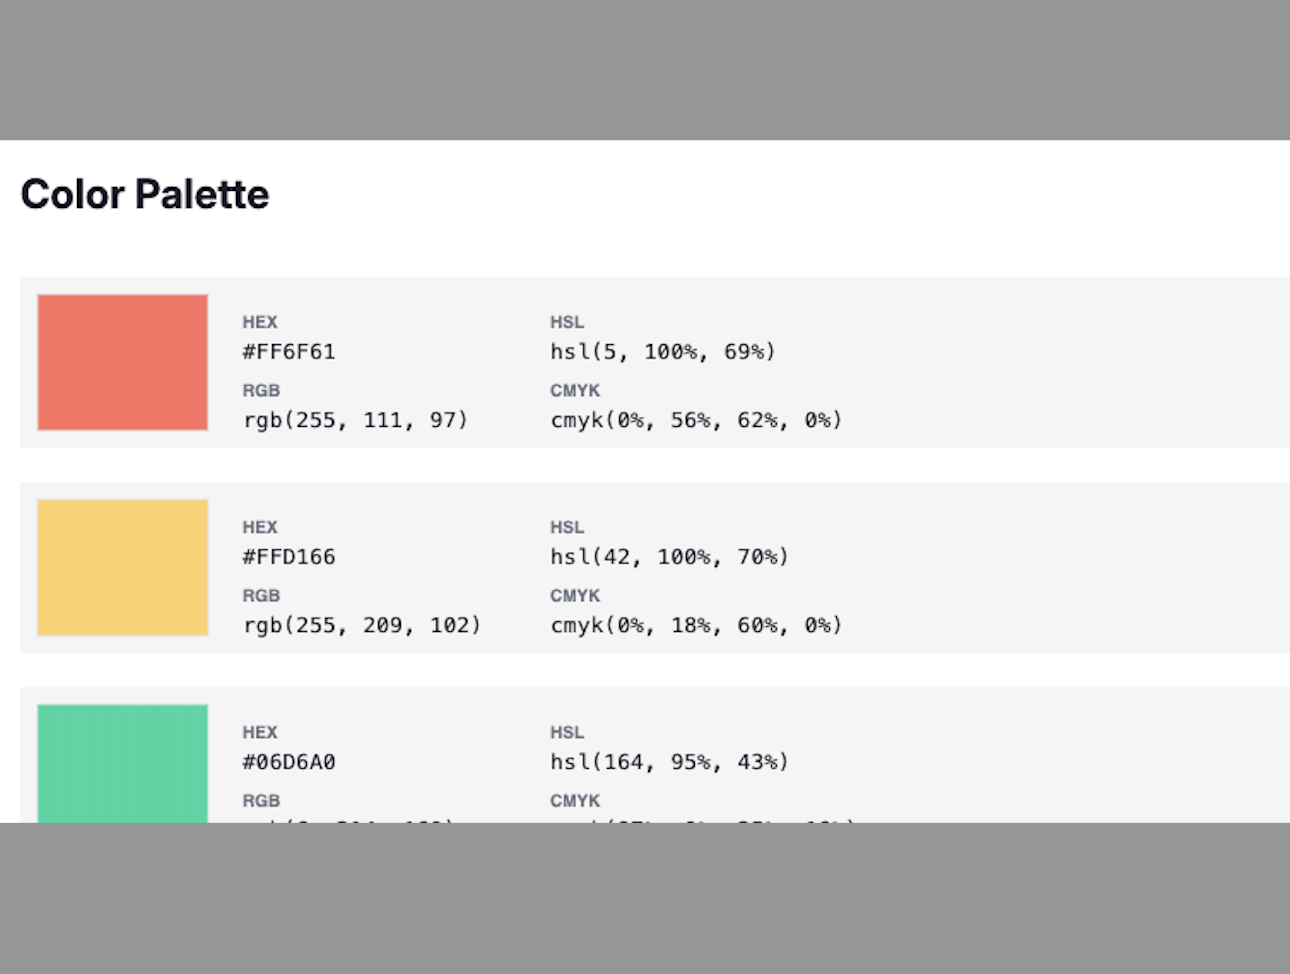 Color Palette
HEX
#FF6F61
RGB
rgb(255, 111, 97)
HSL
hsl(5, 100%, 69%)
CMYK
cmyk(0%, 56%, 62%, 0%)
HEX
#FFD166
RGB
rgb(255, 209, 102)
HSL
hsl(42, 100%, 70%)
CMYK
cmyk(0%, 18%, 60%, 0%)
HEX
#06D6A0
RGB
HSL
hsl(164, 95%, 43%)
CMYK